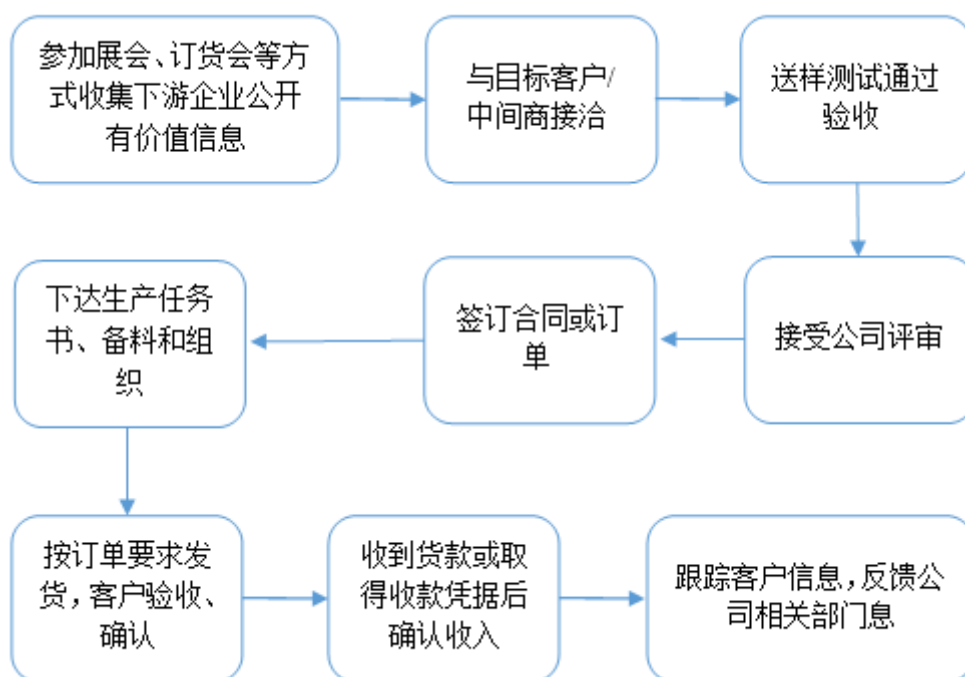 参加展会、订货会等方
式收集下游企业公开
有价值信息
与目标客户/
中间商接洽
送样测试通过
验收
接受公司评审
签订合同或订
单
下达生产任务
书、备料和组
织
按订单要求发
货，客户验收、
确认
收到货款或取
得收款凭据后
确认收入
跟踪客户信息，反馈公
司相关部门息